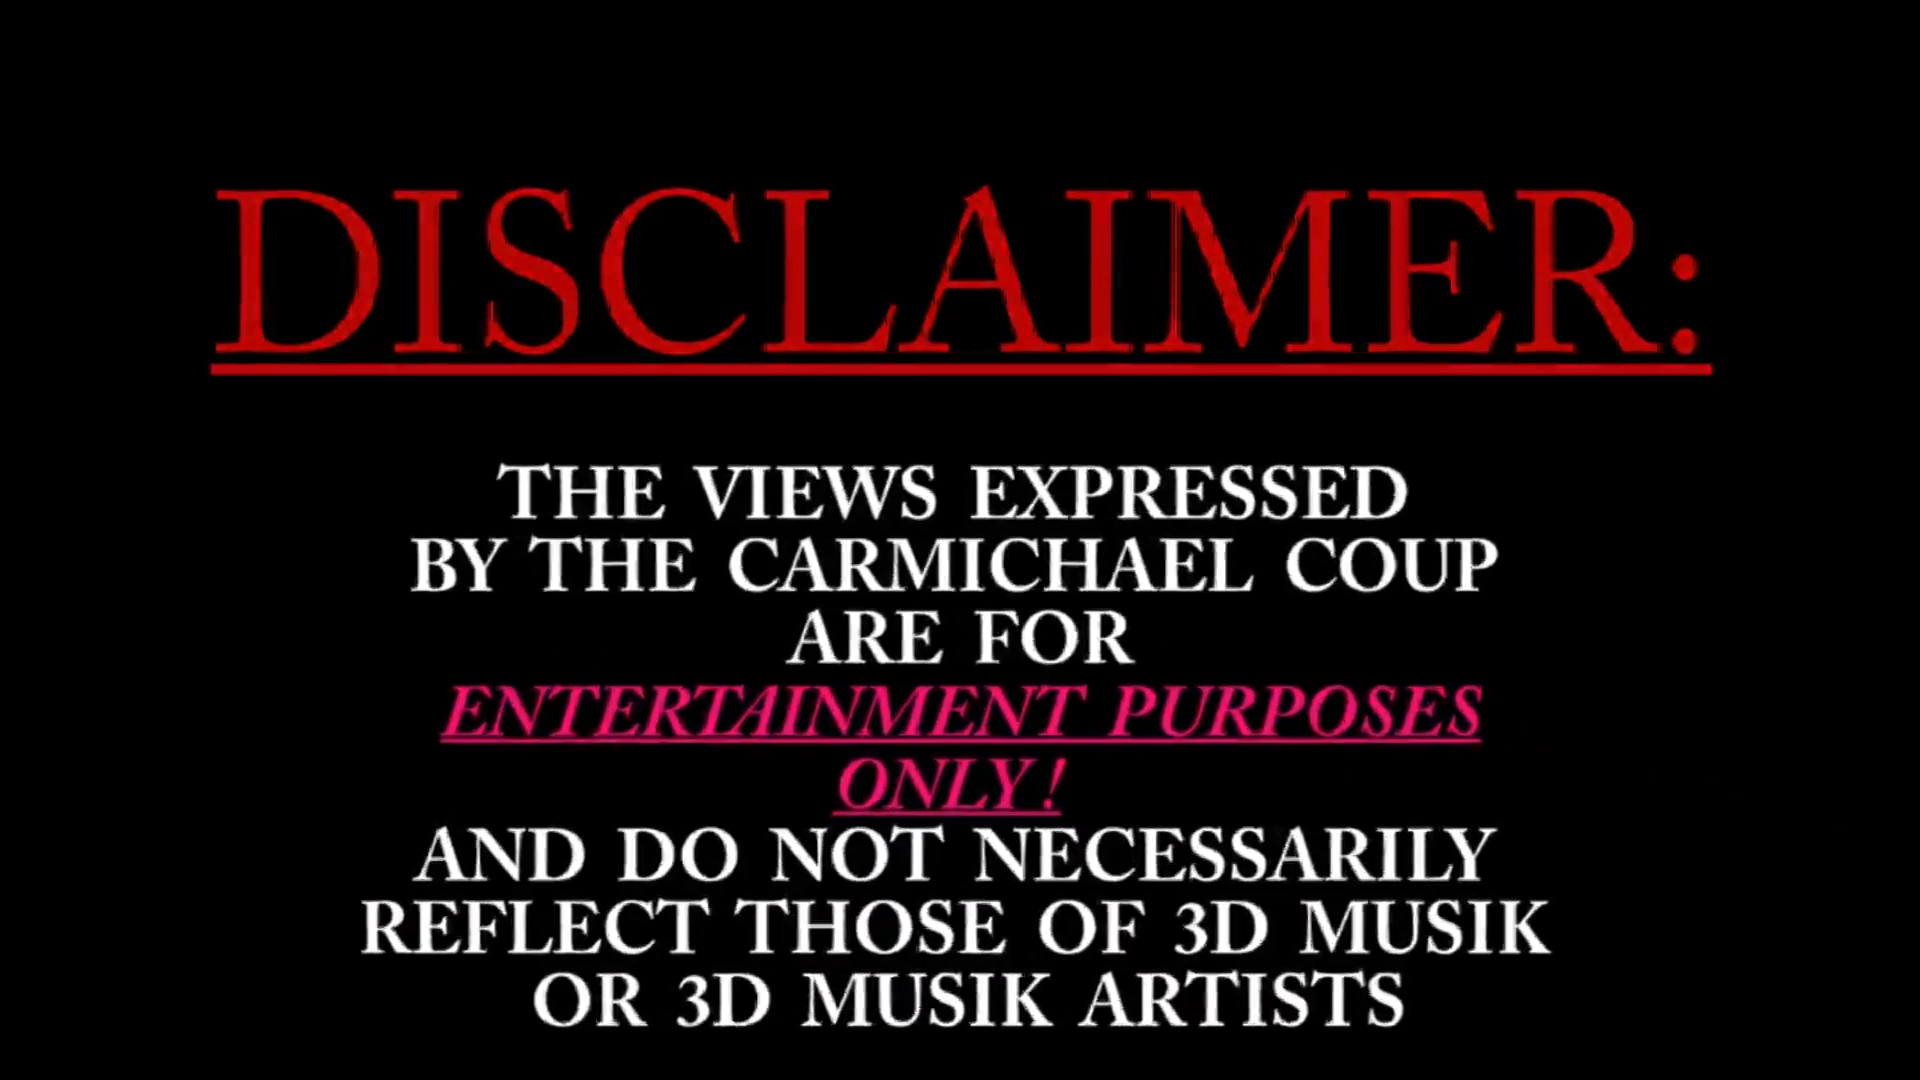 DISCLAIMER:
THE VIEWS EXPRESSED
BY THE CARMICHAEL COUP
ARE FOR
ENTERTAINMENT PURPOSES
ONLY!
AND DO NOT NECESSARILY
REFLECT THOSE OF 3D MUSIK
OR 3D MUSIK ARTISTS